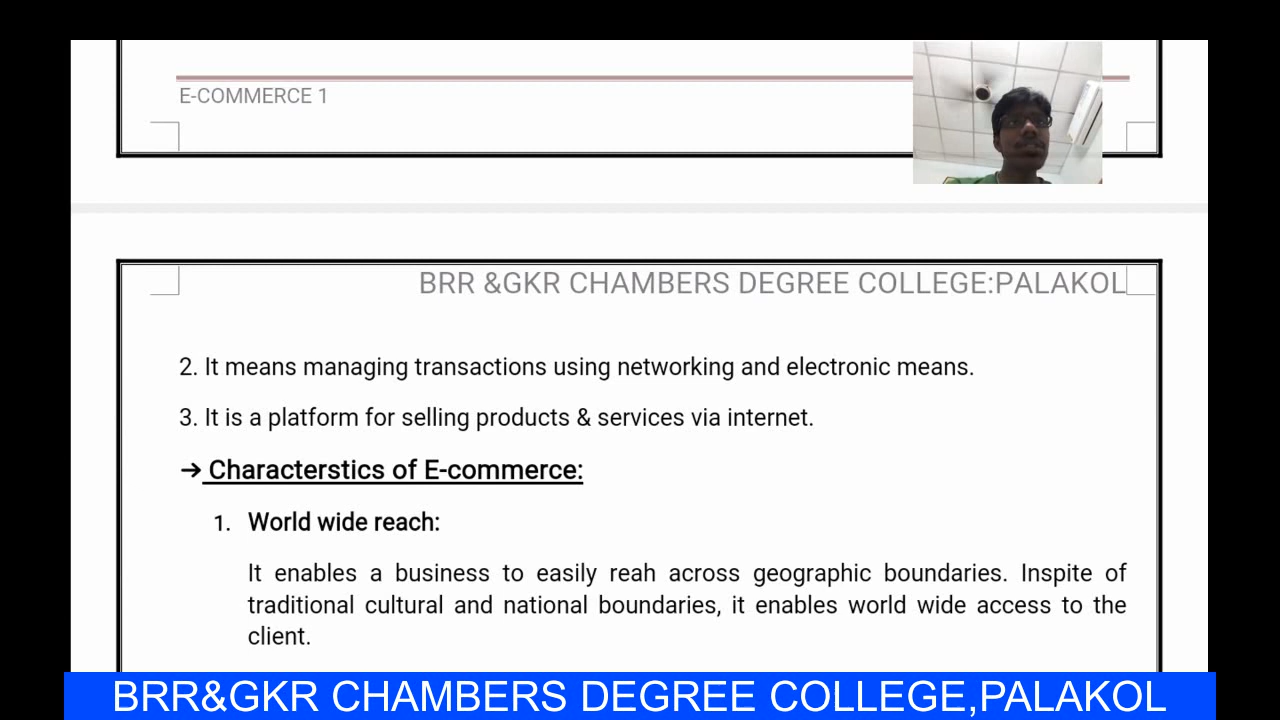 E-COMMERCE 1
BRR &GKR CHAMBERS DEGREE COLLEGE:PALAKOL
2. It means managing transactions using networking and electronic means.
3. It is a platform for selling products & services via internet.
→ Characterstics of E-commerce:
1. World wide reach:
It enables a business to easily reah across geographic boundaries. Inspite of
traditional cultural and national boundaries, it enables world wide access to the
client.
BRR&GKR CHAMBERS DEGREE COLLEGE,PALAKOL